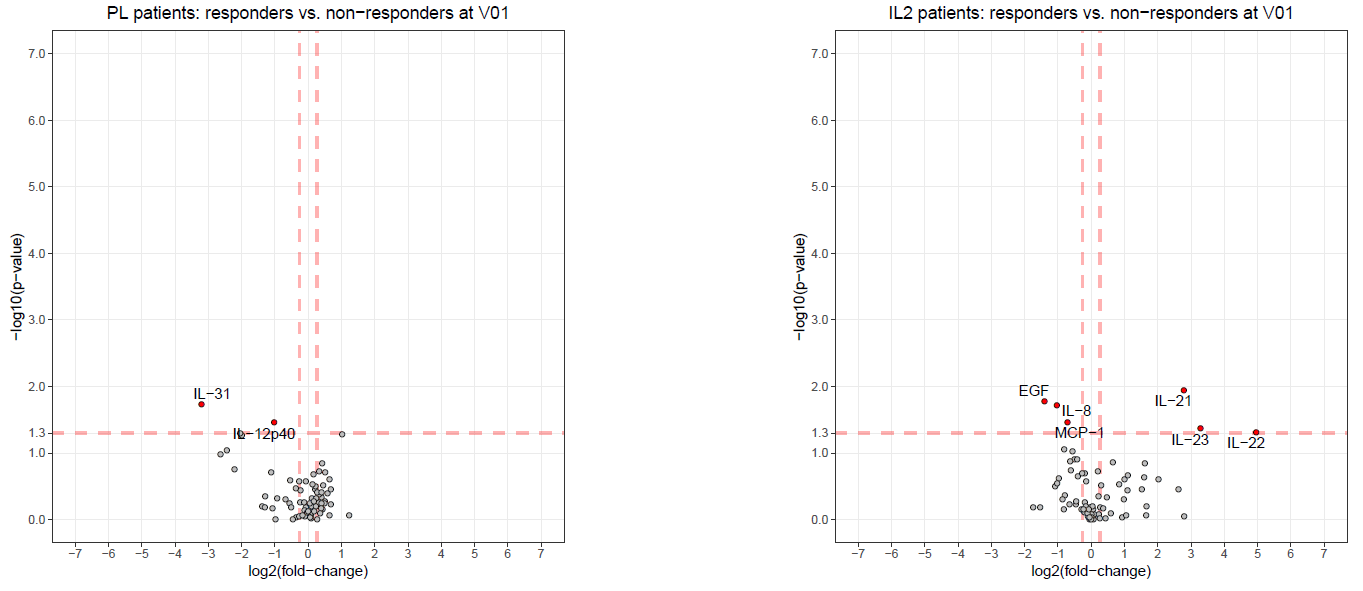 PL patients: responders vs. non−responders at V01
−log10(p−value)
7.0
6.0
5.0
4.0
3.0
2.0
1.3
1.0
0.0
IL−31
IL−12p40
−7 −6 −5 −4 −3 −2 −1 0 1 2 3 4 5 6 7
log2(fold−change)
IL2 patients: responders vs. non−responders at V01
−log10(p−value)
7.0
6.0
5.0
4.0
3.0
2.0
1.3
1.0
0.0
EGF
IL−8
MCP−1
IL−21
IL−23
IL−22
−7 −6 −5 −4 −3 −2 −1 0 1 2 3 4 5 6 7
log2(fold−change)